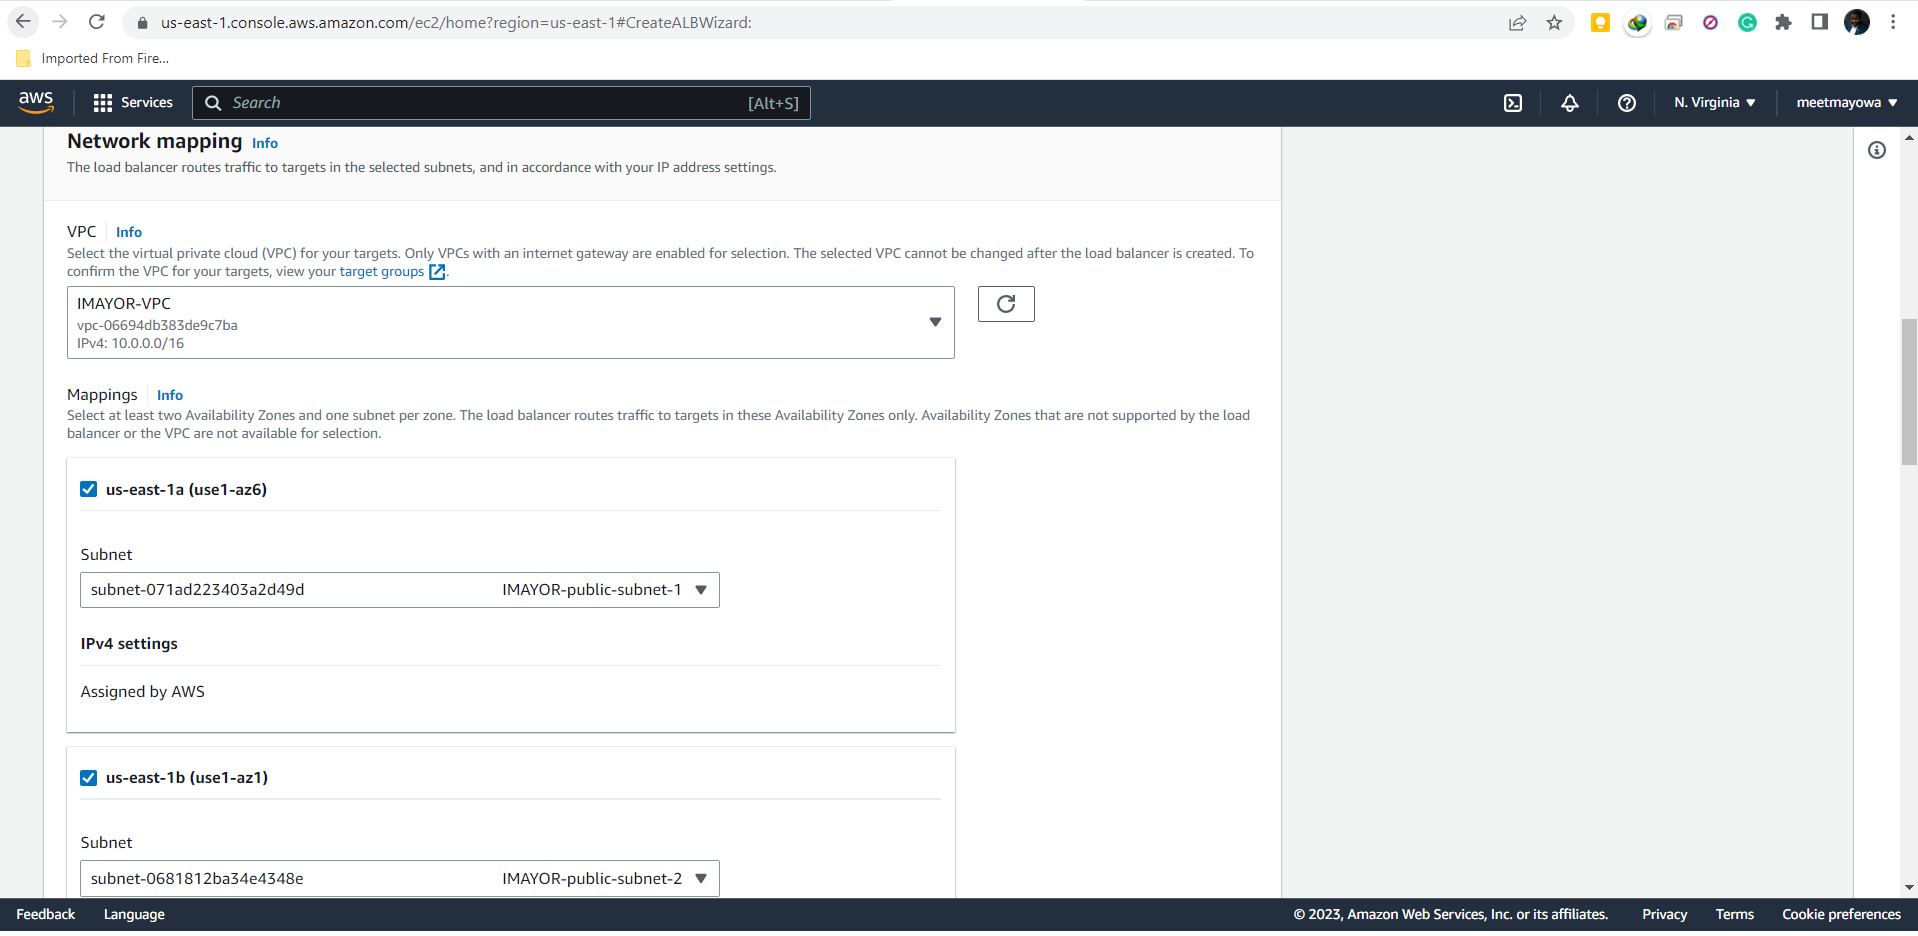 us-east-1.console.aws.amazon.com/ec2/home?region=us-east-1#CreateALBWizard:
Imported From Fire...
aws
Services
Search
[Alt+S]
N. Virginia
meetmayowa
Network mapping Info
The load balancer routes traffic to targets in the selected subnets, and in accordance with your IP address settings.
VPC Info
Select the virtual private cloud (VPC) for your targets. Only VPCs with an internet gateway are enabled for selection. The selected VPC cannot be changed after the load balancer is created. To
confirm the VPC for your targets, view your target groups.
IMAYOR-VPC
vpc-06694db383de9c7ba
IPv4: 10.0.0.0/16
Mappings Info
Select at least two Availability Zones and one subnet per zone. The load balancer routes traffic to targets in these Availability Zones only. Availability Zones that are not supported by the load
balancer or the VPC are not available for selection.
us-east-1a (use1-az6)
Subnet
subnet-071ad223403a2d49d IMAYOR-public-subnet-1
IPv4 settings
Assigned by AWS
us-east-1b (use1-az1)
Subnet
subnet-0681812ba34e4348e IMAYOR-public-subnet-2
Feedback Language © 2023, Amazon Web Services, Inc. or its affiliates. Privacy Terms Cookie preferences